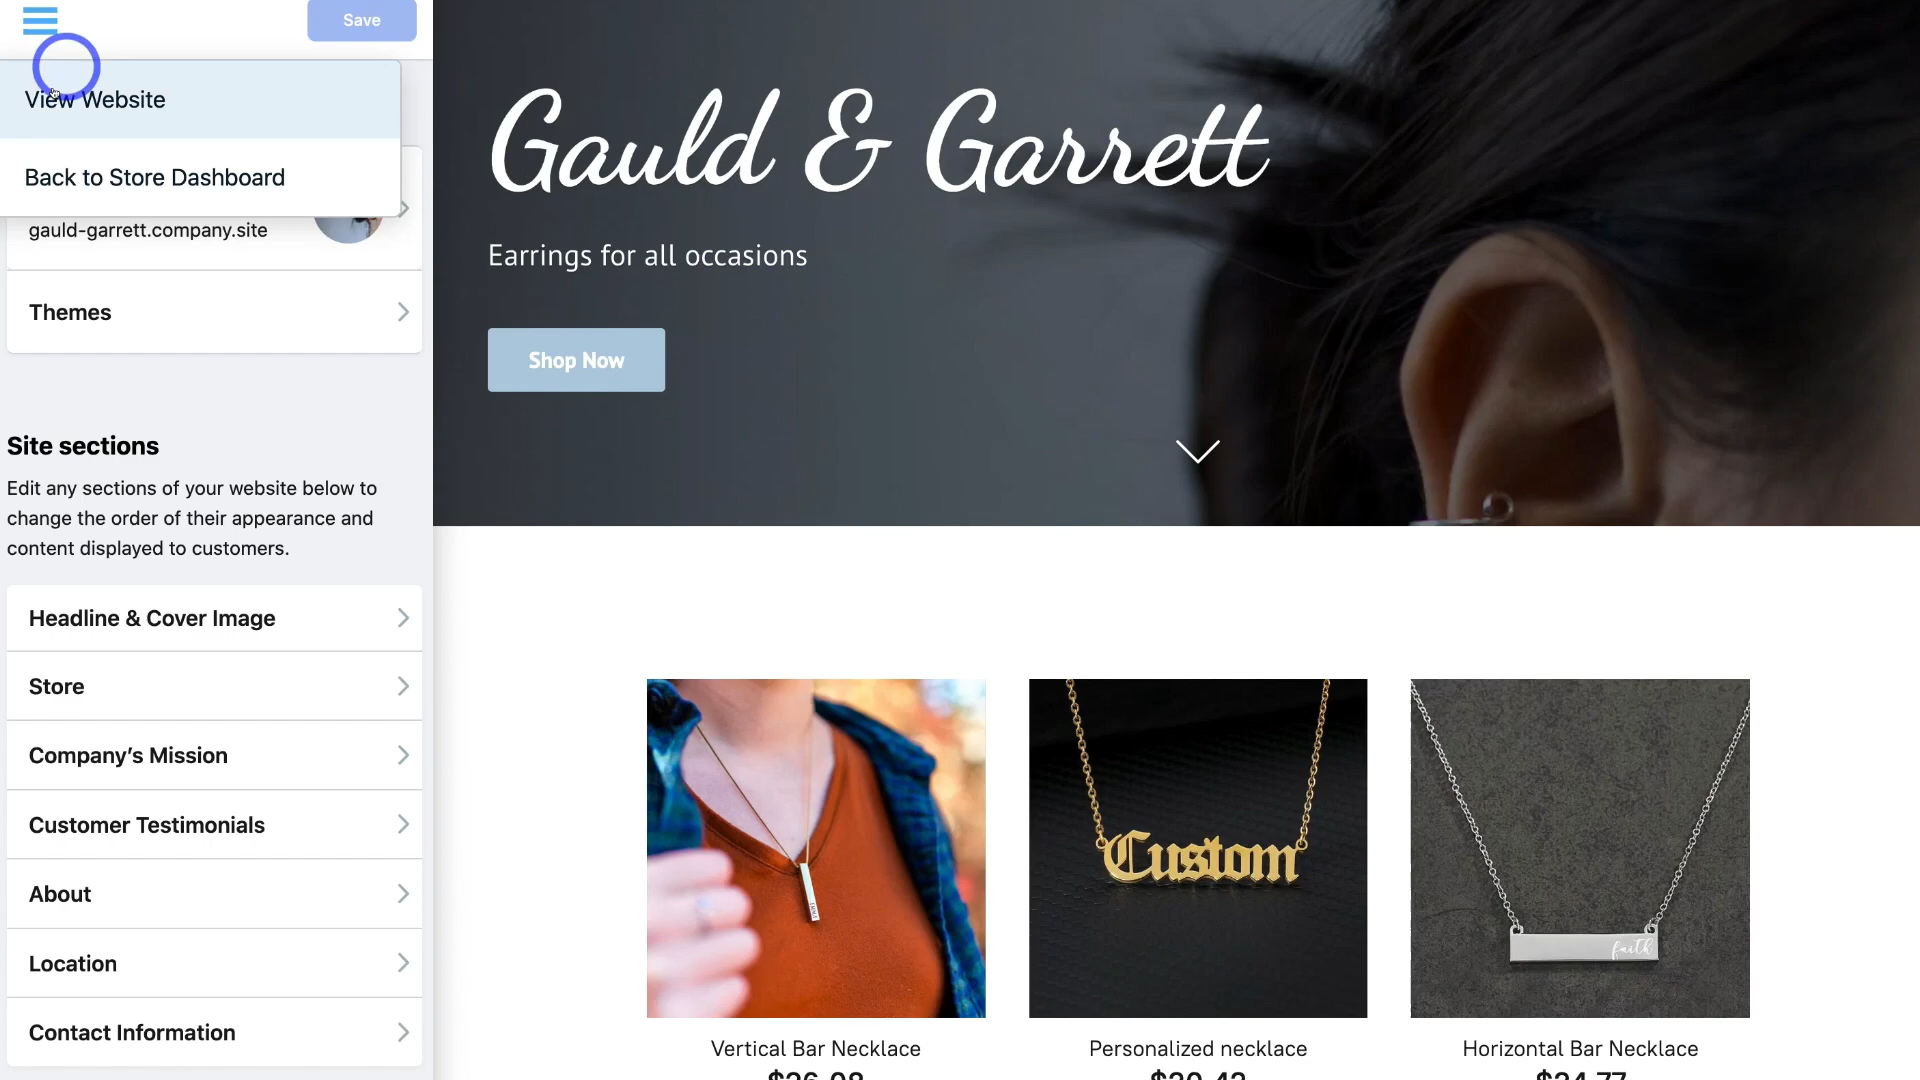 Save
View Website
Back to Store Dashboard
gauld-garrett.company.site
Themes
Site sections
Edit any sections of your website below to
change the order of their appearance and
content displayed to customers.
Headline & Cover Image
Store
Company’s Mission
Customer Testimonials
About
Location
Contact Information
Gauld & Garrett
Earrings for all occasions
Shop Now
Custom
faith
Vertical Bar Necklace
Personalized necklace
Horizontal Bar Necklace